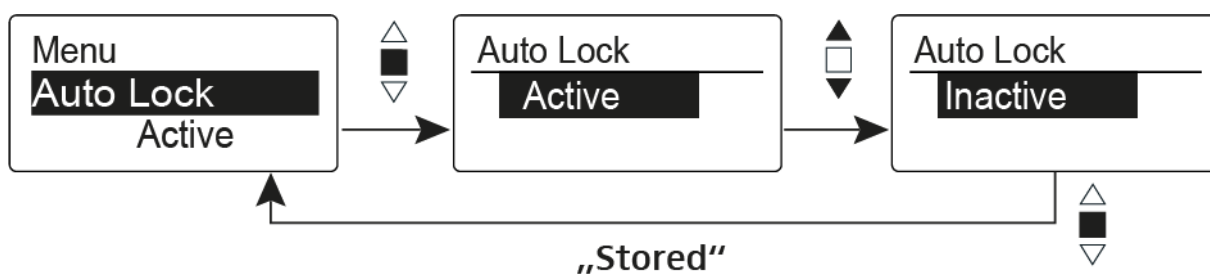 Menu
Auto Lock
Active
Auto Lock
Active
Auto Lock
Inactive
„Stored“